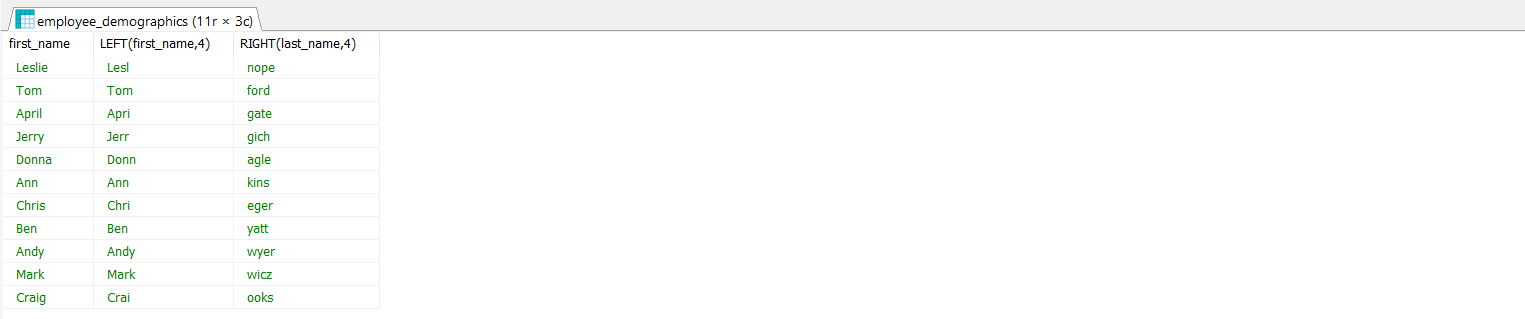 employee_demographics (11r × 3c)
first_name LEFT(first_name,4) RIGHT(last_name,4)
Leslie Lesl nope
Tom Tom ford
April Apri gate
Jerry Jerr gich
Donna Donn agle
Ann Ann kins
Chris Chri eger
Ben Ben yatt
Andy Andy wyer
Mark Mark wicz
Craig Crai ooks